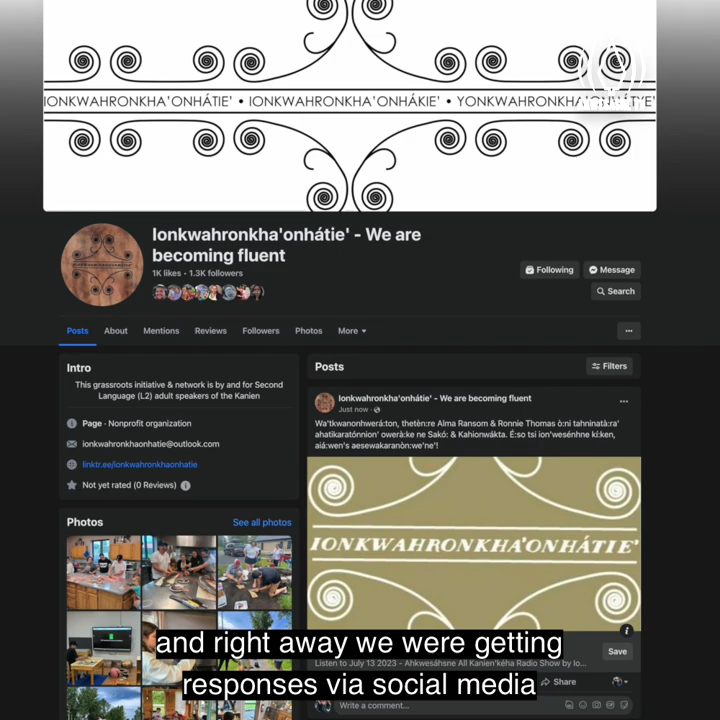 IONKWAHRONKHA'ONHÁTIE' • IONKWAHRONKHA'ONHÁKIE' •
Ionkwahronkha'onhátie' - We are
becoming fluent
1K likes • 1.3K followers
Following
Message
Search
Posts
About
Mentions
Reviews
Followers
Photos
More
Intro
This grassroots initiative & network is by and for Second
Language (L2) adult speakers of the Kanien
Page · Nonprofit organization
ionkwahronkhaonhatie@outlook.com
linktr.ee/ionkwahronkhaonhatie
Not yet rated (0 Reviews)
Photos
See all photos
Posts
Filters
Ionkwahronkha'onhátie' - We are becoming fluent
Just now
Wa'tkwanonhwerá:ton, thetèn:re Alma Ransom & Ronnie Thomas ò:ni tahninatà:ra'
ahatikaratónnion' owerà:ke ne Sakó: & Kahionwákta. É:so tsi ion'wesénhne kí:ken,
aiá:wen's aesewakaranòn:we'ne'!
IONKWAHRONKHA'ONHÁTIE'
and right away we were getting
responses via social media
Listen to July 13 2023 - Ahkwesáhsne All Kanien'kéha Radio Show by Io...
Save
Share
Write a comment...